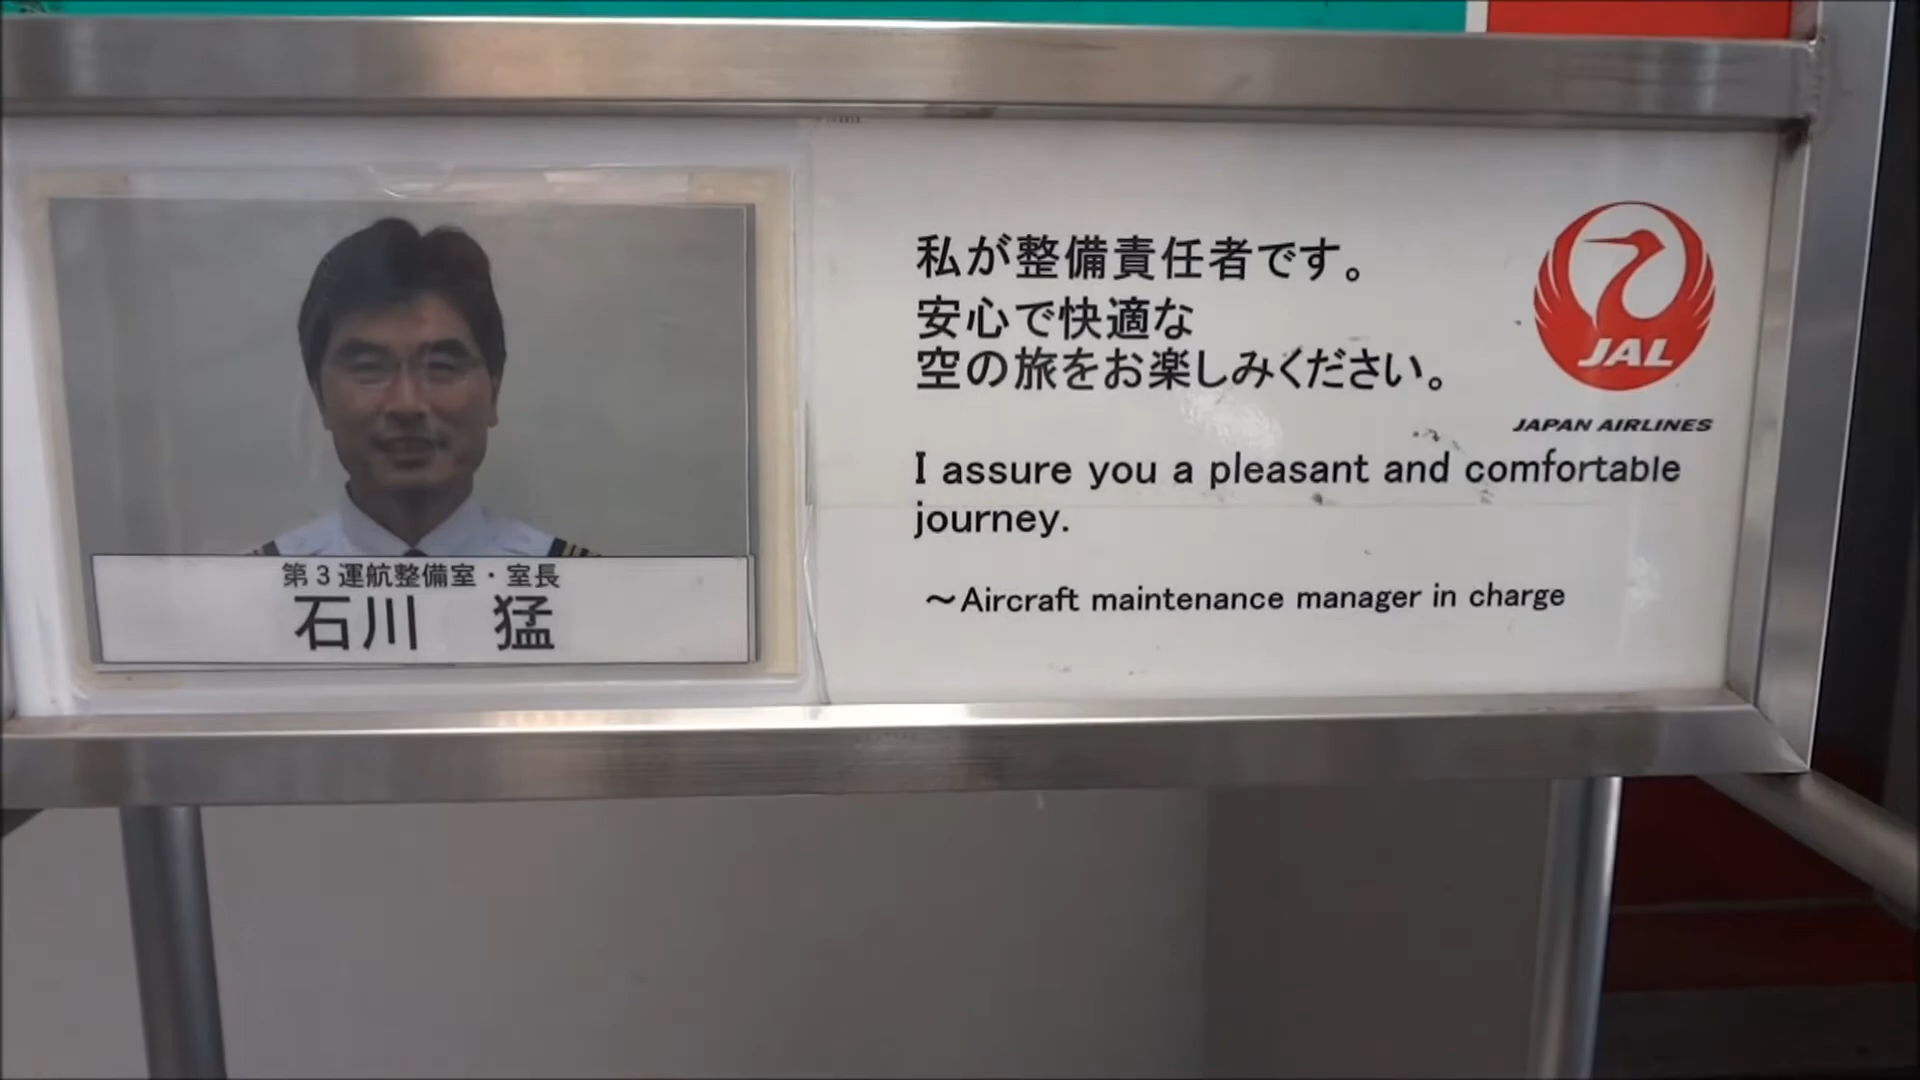 第３運航整備室・室長
石川　猛
私が整備責任者です。
安心で快適な
空の旅をお楽しみください。
JAL
JAPAN AIRLINES
I assure you a pleasant and comfortable
journey.
～Aircraft maintenance manager in charge